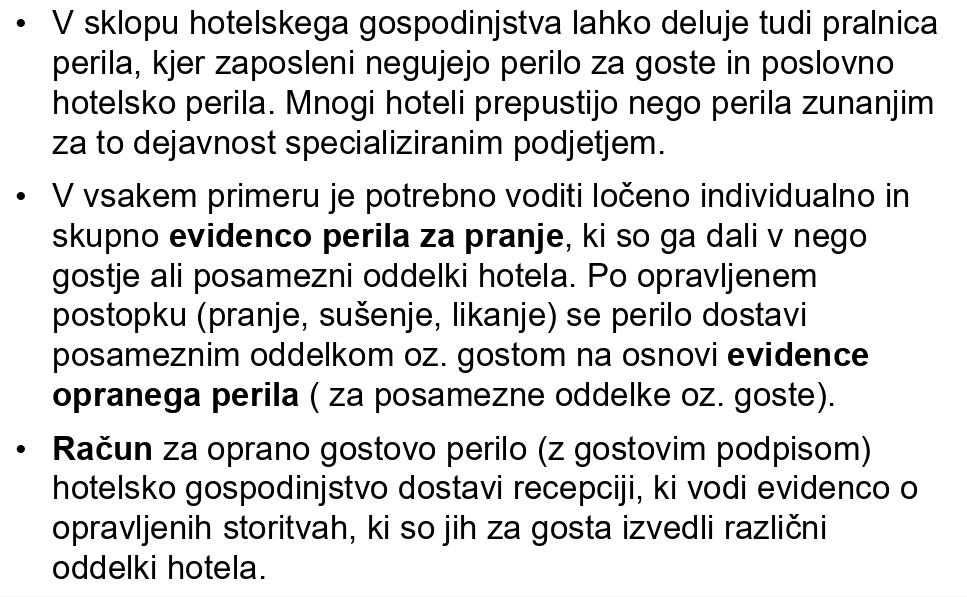 • V sklopu hotelskega gospodinjstva lahko deluje tudi pralnica
perila, kjer zaposleni negujejo perilo za goste in poslovno
hotelsko perila. Mnogi hoteli prepustijo nego perila zunanjim
za to dejavnost specializiranim podjetjem.
• V vsakem primeru je potrebno voditi ločeno individualno in
skupno evidenco perila za pranje, ki so ga dali v nego
gostje ali posamezni oddelki hotela. Po opravljenem
postopku (pranje, sušenje, likanje) se perilo dostavi
posameznim oddelkom oz. gostom na osnovi evidence
opranega perila ( za posamezne oddelke oz. goste).
• Račun za oprano gostovo perilo (z gostovim podpisom)
hotelsko gospodinjstvo dostavi recepciji, ki vodi evidenco o
opravljenih storitvah, ki so jih za gosta izvedli različni
oddelki hotela.